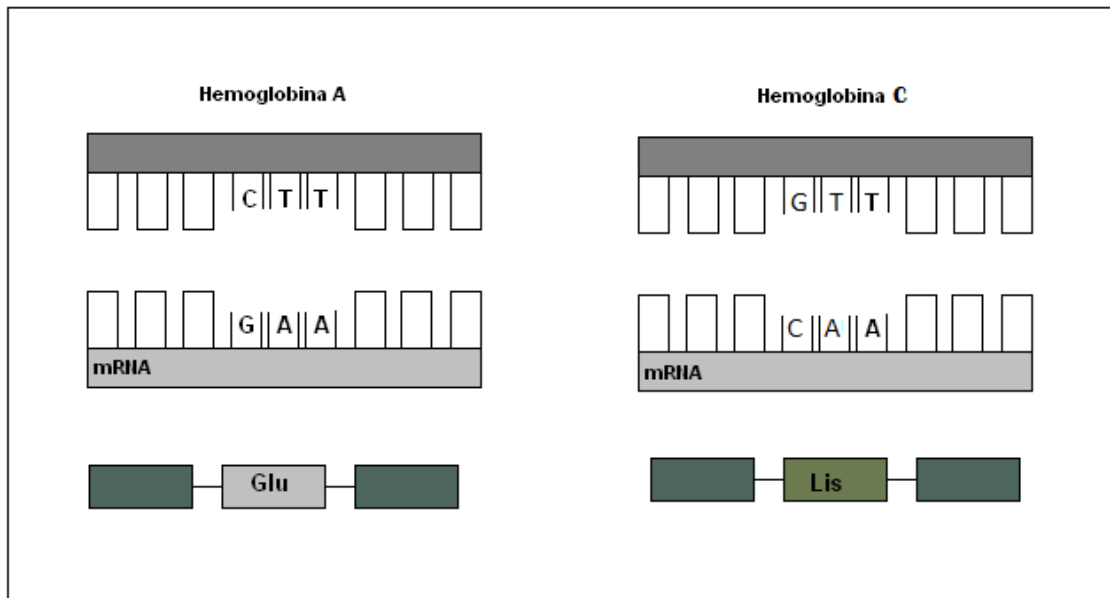 Hemoglobina A
Hemoglobina C
C T T
G T T
G A A
C A A
mRNA
mRNA
Glu
Lis